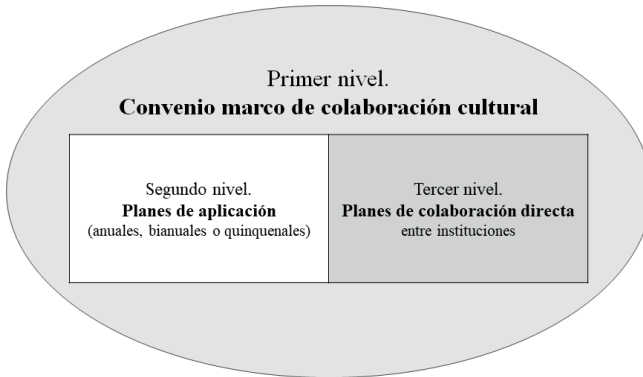 Primer nivel.
Convenio marco de colaboración cultural
Segundo nivel.
Planes de aplicación
(anuales, bianuales o quinquenales)
Tercer nivel.
Planes de colaboración directa
entre instituciones